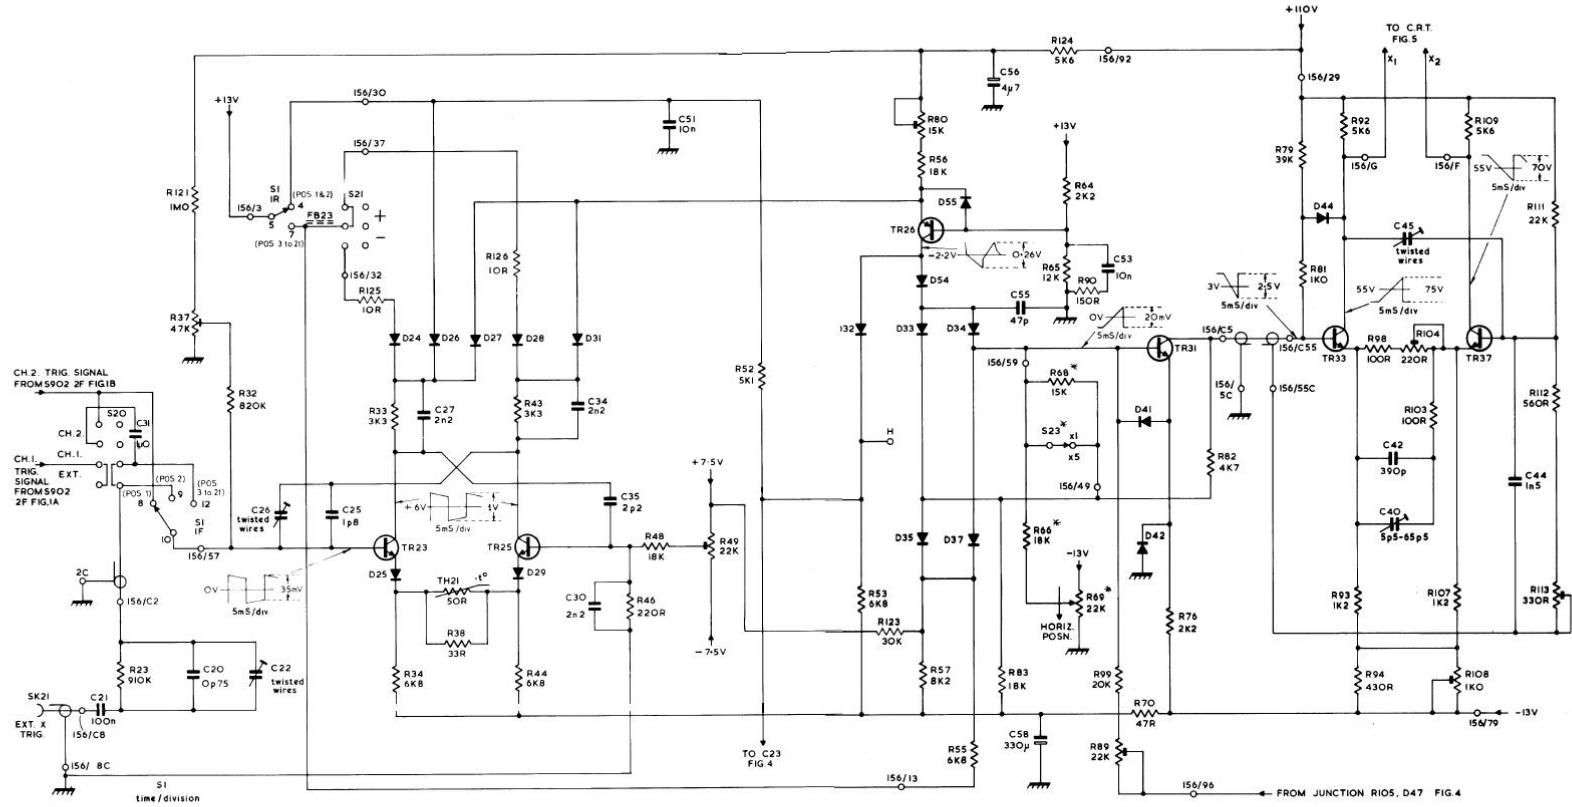 +110V
TO C.R.T.
FIG.5
X1
X2
R124
5K6
156/92
156/29
C56
4µ7
+13V
156/30
C51
10n
R80
15K
+13V
R92
5K6
R109
5K6
156/37
R56
18K
R79
39K
156/G
156/F
55V
70V
5mS/div
R121
1M0
S1
1R
(POS 1&2)
S21
4
156/3
5
FB23
7
(POS 3 to 21)
+
−
R64
2K2
D55
D44
R111
22K
TR26
C45
twisted
wires
-2·2V
0·26V
R126
10R
156/32
R125
10R
D54
R65
12K
C53
10n
R90
150R
R81
1K0
3V
2·5V
5mS/div
55V
75V
5mS/div
C55
47p
R37
47K
D24
D26
D27
D28
D31
I32
D33
D34
0V
20mV
5mS/div
156/C5
156/C55
TR31
TR33
R98
100R
R104
220R
TR37
156/59
CH.2. TRIG. SIGNAL
FROM S902 2F FIG.1B
R32
820K
R52
5K1
R68*
15K
156/
5C
156/55C
S20
C31
1µ0
CH.2.
R33
3K3
C27
2n2
R43
3K3
C34
2n2
D41
R103
100R
R112
560R
H
S23*
x1
x5
CH.1.
TRIG.
SIGNAL
FROM S902
2F FIG.1A
CH.1.
EXT.
R82
4K7
C42
390p
+7·5V
156/49
C44
1n5
(POS 1)
8
(POS 2)
9
(POS
3 to 21)
12
S1
1F
10
156/57
C26
twisted
wires
C25
1p8
+6V
1V
5mS/div
C35
2p2
C40
5p5-65p5
R66*
18K
D35
D37
D42
TR23
TR25
R48
18K
R49
22K
-13V
2C
D25
D29
TH21
50R
-t°
0V
35mV
5mS/div.
156/C2
C30
2n2
R46
220R
R53
6K8
R69*
22K
HORIZ.
POSN.
R93
1K2
R107
1K2
R113
330R
R76
2K2
R38
33R
R123
30K
-7·5V
R23
910K
C20
0p75
C22
twisted
wires
R34
6K8
R44
6K8
R57
8K2
R83
18K
R99
20K
R94
430R
R108
1K0
SK21
C21
100n
EXT. X
TRIG.
156/C8
R70
47R
156/79
-13V
C58
330µ
TO C23
FIG.4
R55
6K8
R89
22K
156/ 8C
S1
time/division
156/13
156/96
FROM JUNCTION R105, D47 FIG.4